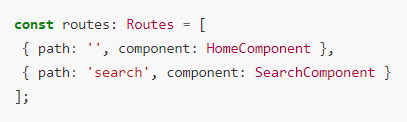 const routes: Routes = [
{ path: '', component: HomeComponent },
{ path: 'search', component: SearchComponent }
];